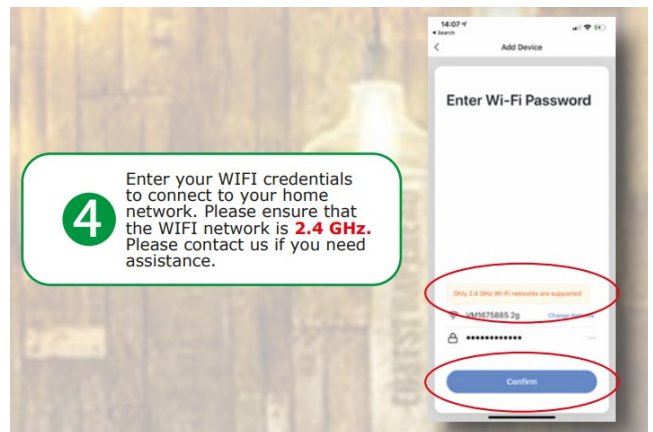 4
Enter your WIFI credentials
to connect to your home
network. Please ensure that
the WIFI network is 2.4 GHz.
Please contact us if you need
assistance.
14:07
Search
Add Device
Enter Wi-Fi Password
Only 2.4 GHz Wi-Fi networks are supported
VM1675885 2g
Change Network
••••••••••••
Confirm